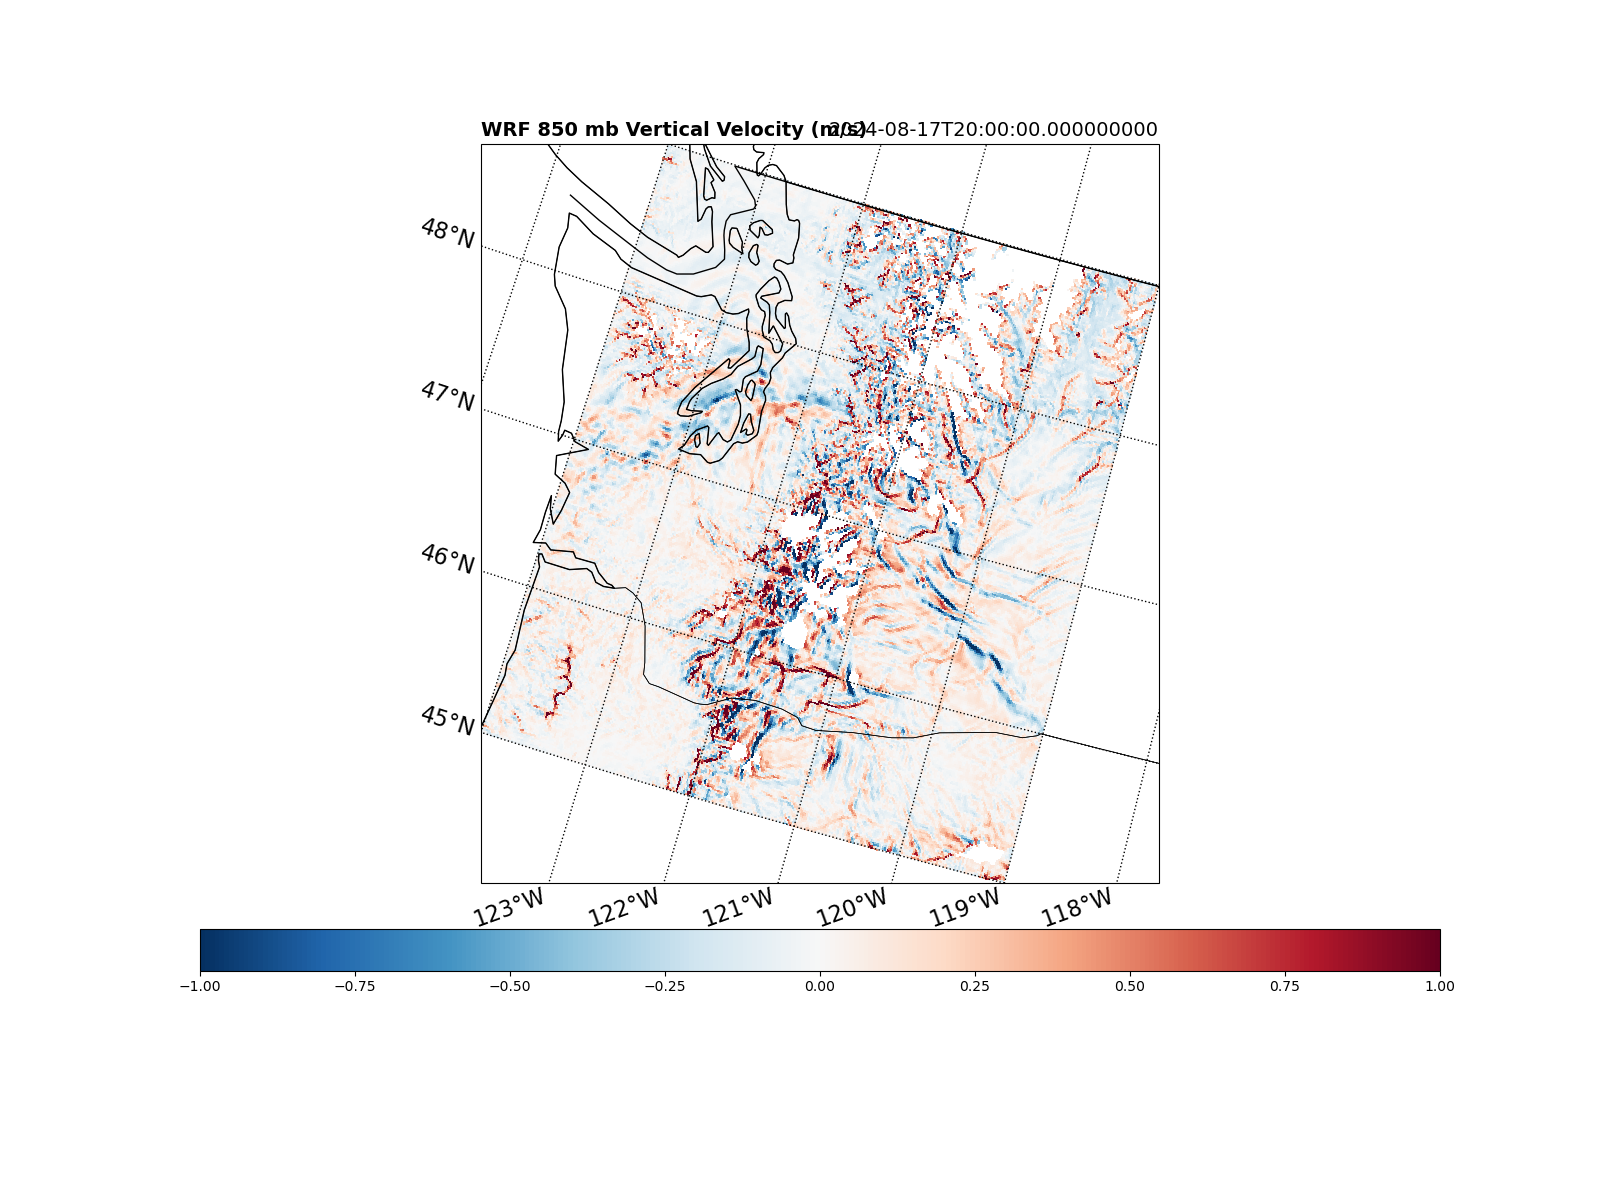 WRF 850 mb Vertical Velocity (m/s) 2024-08-17T20:00:00.000000000
48°N
47°N
46°N
45°N
123°W 122°W 121°W 120°W 119°W 118°W
−1.00 −0.75 −0.50 −0.25 0.00 0.25 0.50 0.75 1.00